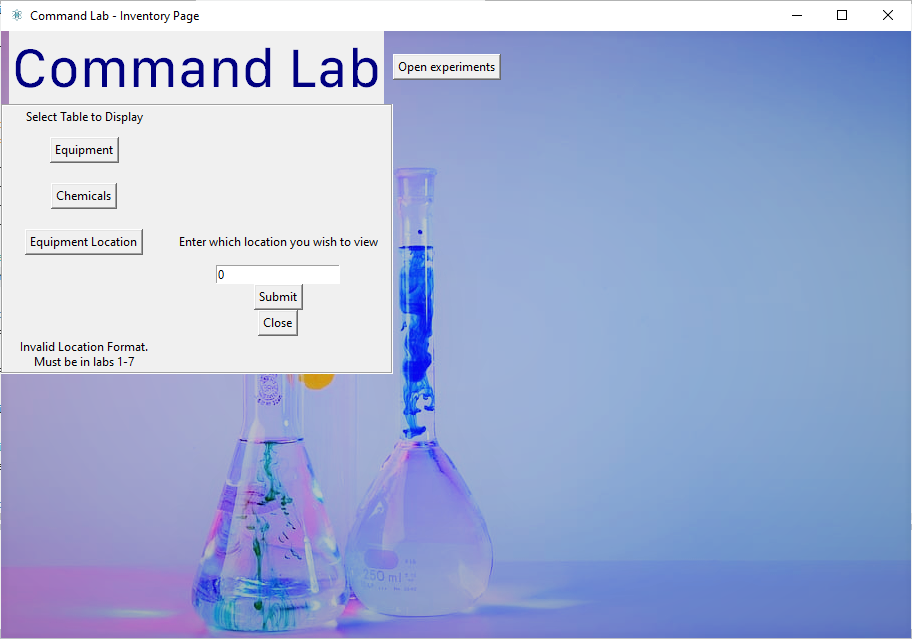 Command Lab - Inventory Page
Command Lab
Open experiments
Select Table to Display
Equipment
Chemicals
Equipment Location
Enter which location you wish to view
0
Submit
Close
Invalid Location Format.
Must be in labs 1-7
250 ml